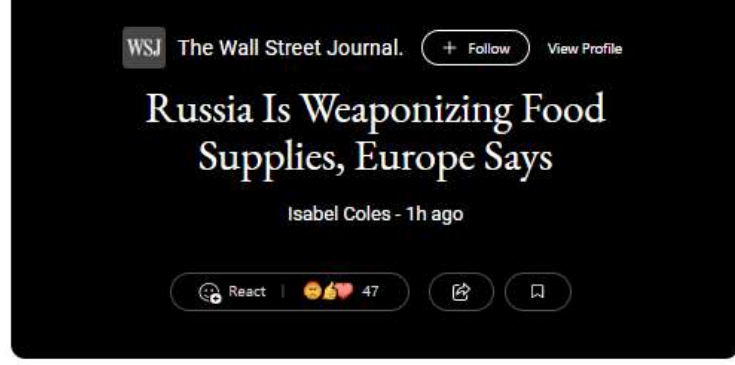 WSJ The Wall Street Journal. + Follow View Profile
Russia Is Weaponizing Food
Supplies, Europe Says
Isabel Coles - 1h ago
React 47